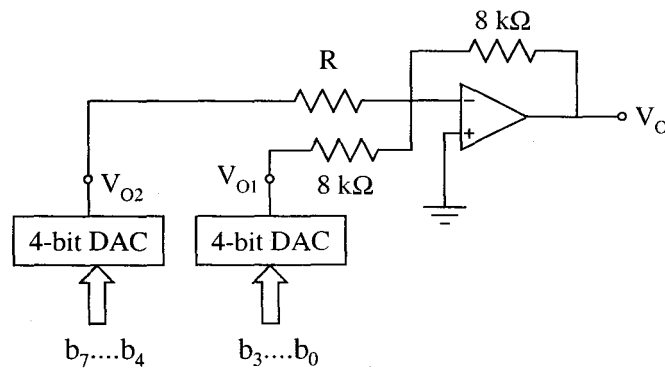 8 kΩ
R
V_O
8 kΩ
V_O2
V_O1
4-bit DAC
4-bit DAC
b_7....b_4
b_3....b_0